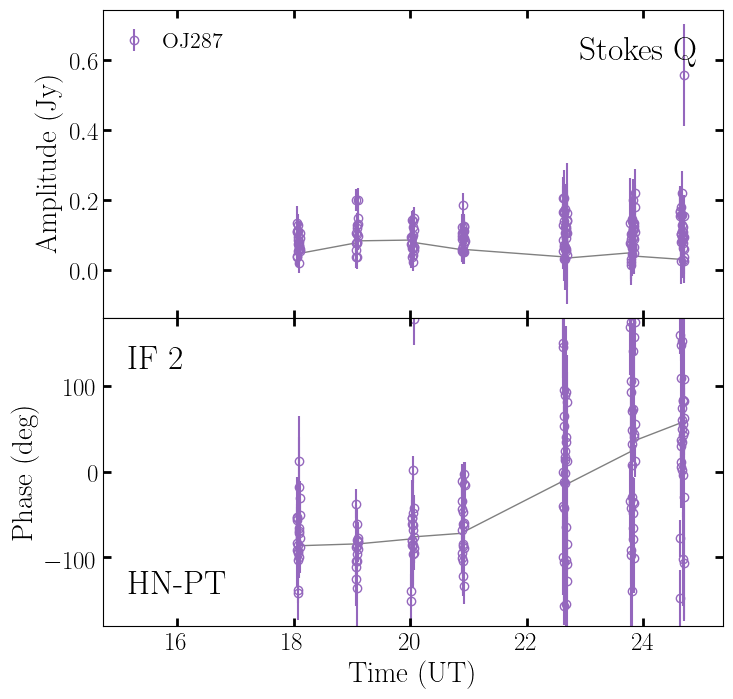 OJ287
Stokes Q
Amplitude (Jy)
0.6
0.4
0.2
0.0
IF 2
Phase (deg)
100
0
−100
HN-PT
16 18 20 22 24
Time (UT)